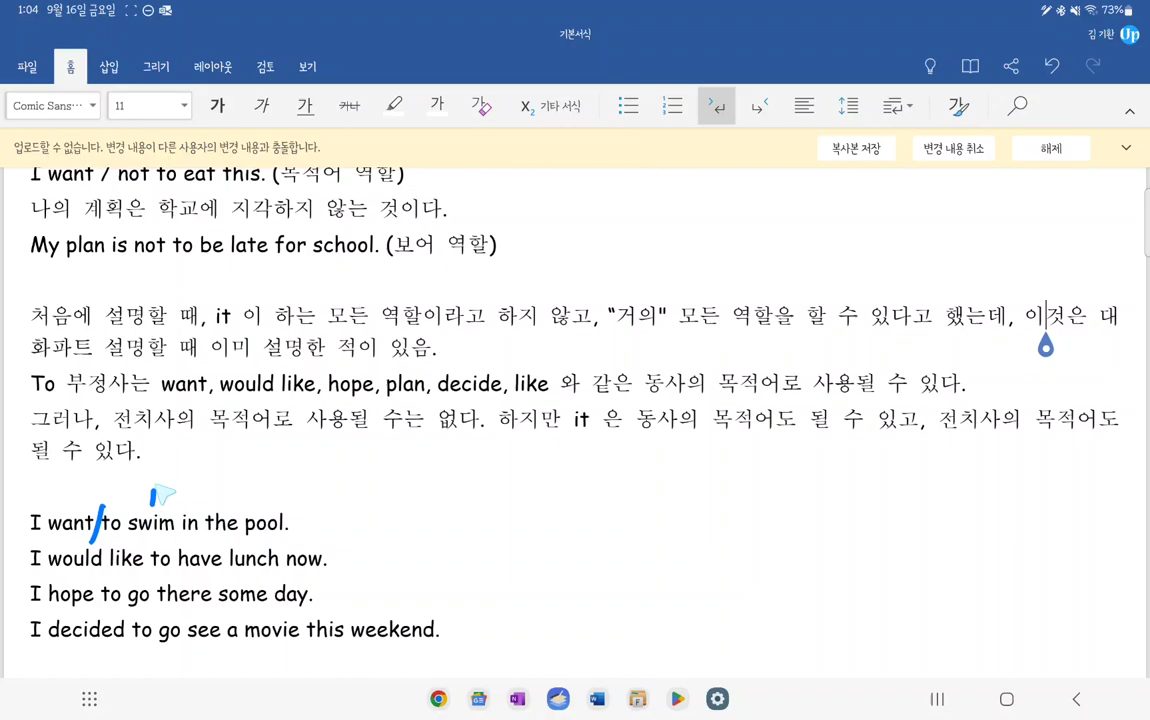 1:04 9월 16일 금요일 73%
기본서식
김 기환 Up
파일 홈 삽입 그리기 레이아웃 검토 보기
Comic Sans… 11 가 가 가 가나 가 가 X₂ 기타 서식 가
업로드할 수 없습니다. 변경 내용이 다른 사용자의 변경 내용과 충돌합니다. 복사본 저장 변경 내용 취소 해제
I want / not to eat this. (목적어 역할)
나의 계획은 학교에 지각하지 않는 것이다.
My plan is not to be late for school. (보어 역할)
처음에 설명할 때, it 이 하는 모든 역할이라고 하지 않고, “거의" 모든 역할을 할 수 있다고 했는데, 이것은 대
화파트 설명할 때 이미 설명한 적이 있음.
To 부정사는 want, would like, hope, plan, decide, like 와 같은 동사의 목적어로 사용될 수 있다.
그러나, 전치사의 목적어로 사용될 수는 없다. 하지만 it 은 동사의 목적어도 될 수 있고, 전치사의 목적어도
될 수 있다.
I want/to swim in the pool.
I would like to have lunch now.
I hope to go there some day.
I decided to go see a movie this weekend.